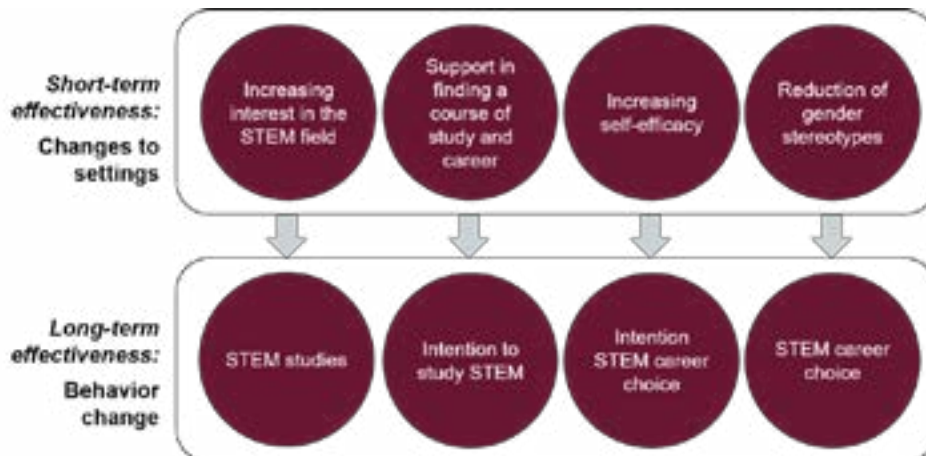 Short-term
effectiveness:
Changes to
settings
Increasing
interest in the
STEM field
Support in
finding a
course of
study and
career
Increasing
self-efficacy
Reduction of
gender
stereotypes
Long-term
effectiveness:
Behavior
change
STEM studies
Intention to
study STEM
Intention
STEM career
choice
STEM career
choice